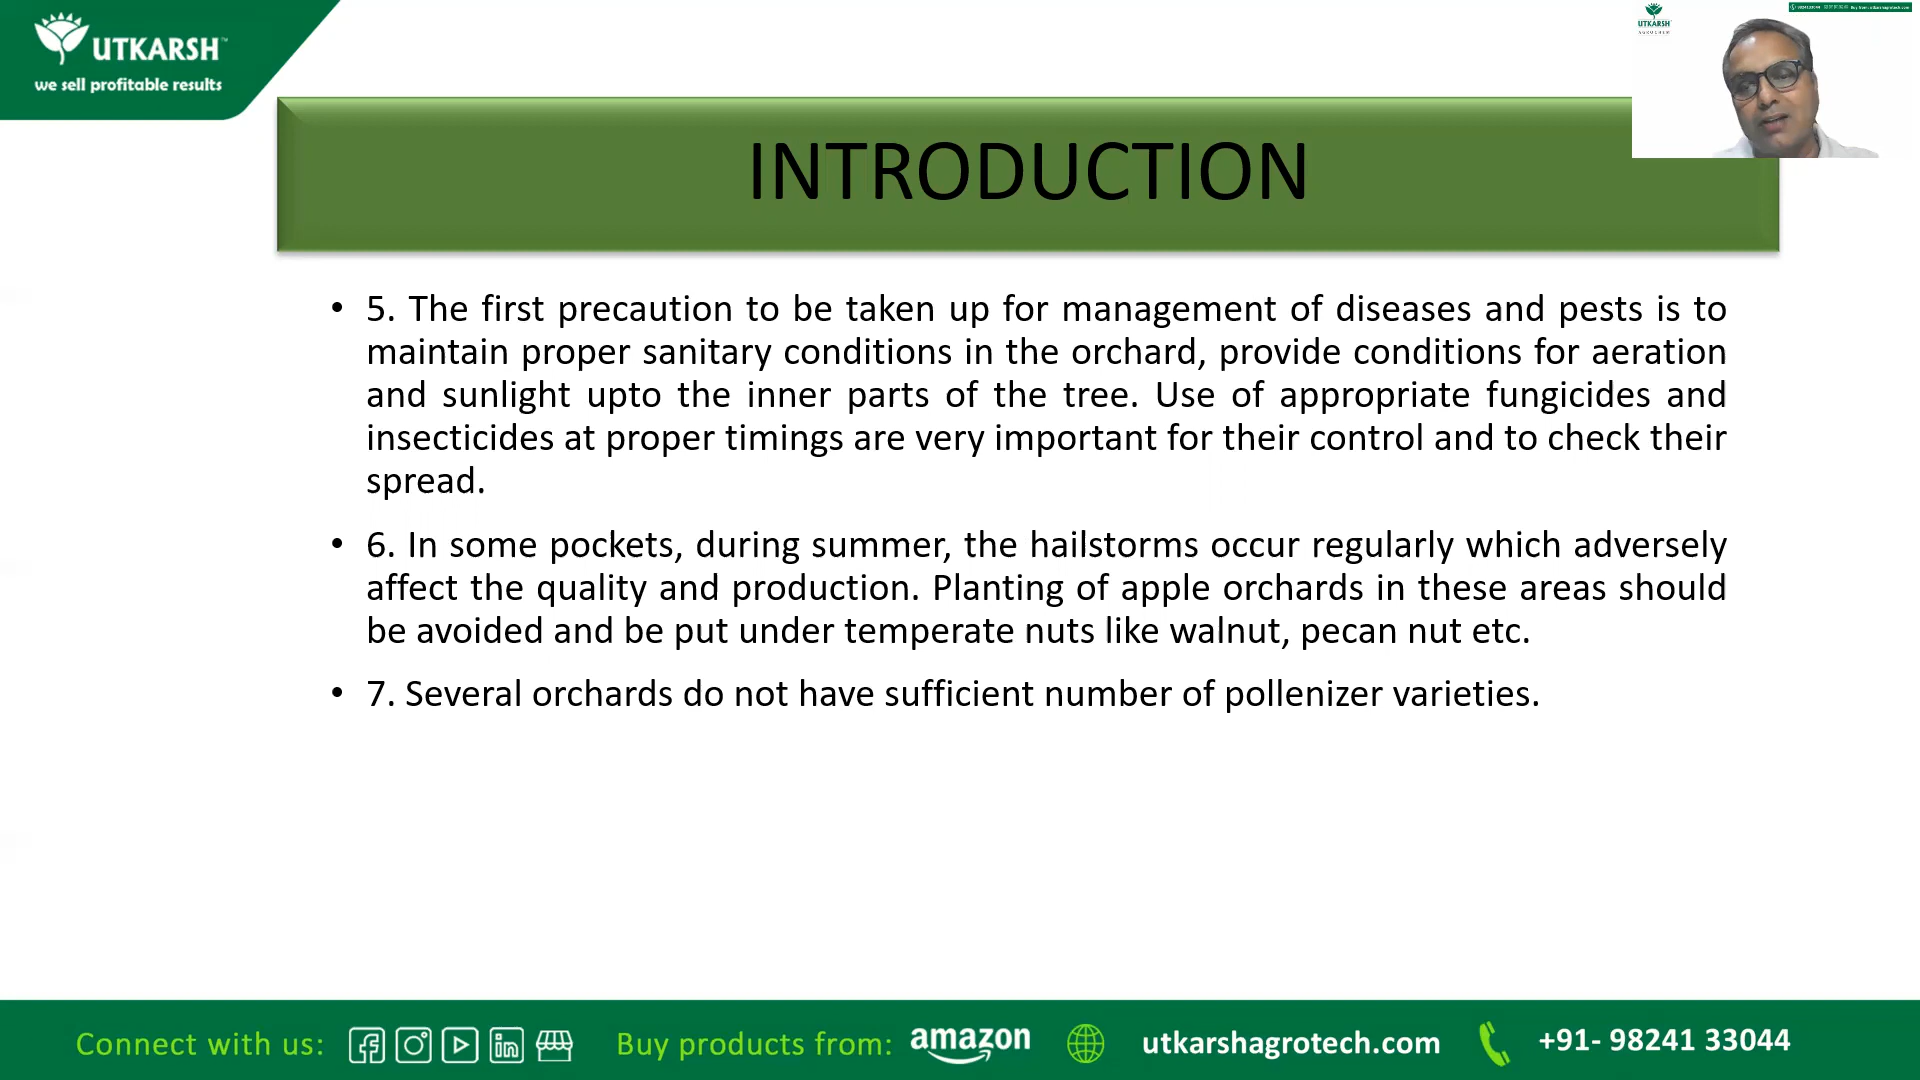 UTKARSH™
we sell profitable results
UTKARSH
AGROCHEM
INTRODUCTION
• 5. The first precaution to be taken up for management of diseases and pests is to
maintain proper sanitary conditions in the orchard, provide conditions for aeration
and sunlight upto the inner parts of the tree. Use of appropriate fungicides and
insecticides at proper timings are very important for their control and to check their
spread.
• 6. In some pockets, during summer, the hailstorms occur regularly which adversely
affect the quality and production. Planting of apple orchards in these areas should
be avoided and be put under temperate nuts like walnut, pecan nut etc.
• 7. Several orchards do not have sufficient number of pollenizer varieties.
Connect with us: Buy products from: amazon utkarshagrotech.com +91- 98241 33044